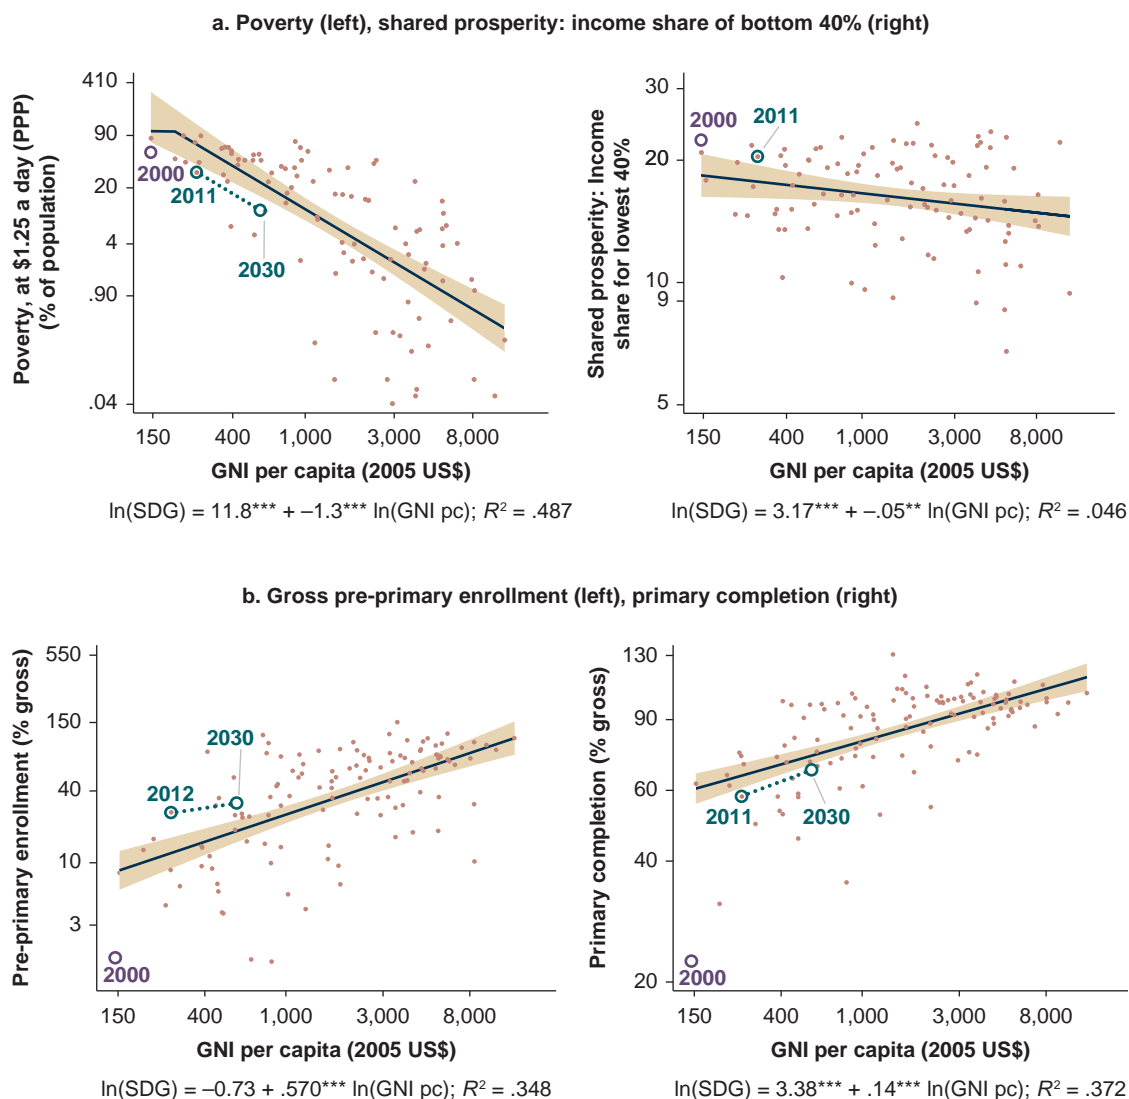 a. Poverty (left), shared prosperity: income share of bottom 40% (right)
Poverty, at $1.25 a day (PPP)
(% of population)
410
90
20
4
.90
.04
2000
2011
2030
150 400 1,000 3,000 8,000
GNI per capita (2005 US$)
ln(SDG) = 11.8*** + –1.3*** ln(GNI pc); R² = .487
Shared prosperity: Income
share for lowest 40%
30
20
10
9
5
2000
2011
150 400 1,000 3,000 8,000
GNI per capita (2005 US$)
ln(SDG) = 3.17*** + –.05** ln(GNI pc); R² = .046
b. Gross pre-primary enrollment (left), primary completion (right)
Pre-primary enrollment (% gross)
550
150
40
10
3
2030
2012
2000
150 400 1,000 3,000 8,000
GNI per capita (2005 US$)
ln(SDG) = –0.73 + .570*** ln(GNI pc); R² = .348
Primary completion (% gross)
130
90
60
40
20
2011
2030
2000
150 400 1,000 3,000 8,000
GNI per capita (2005 US$)
ln(SDG) = 3.38*** + .14*** ln(GNI pc); R² = .372